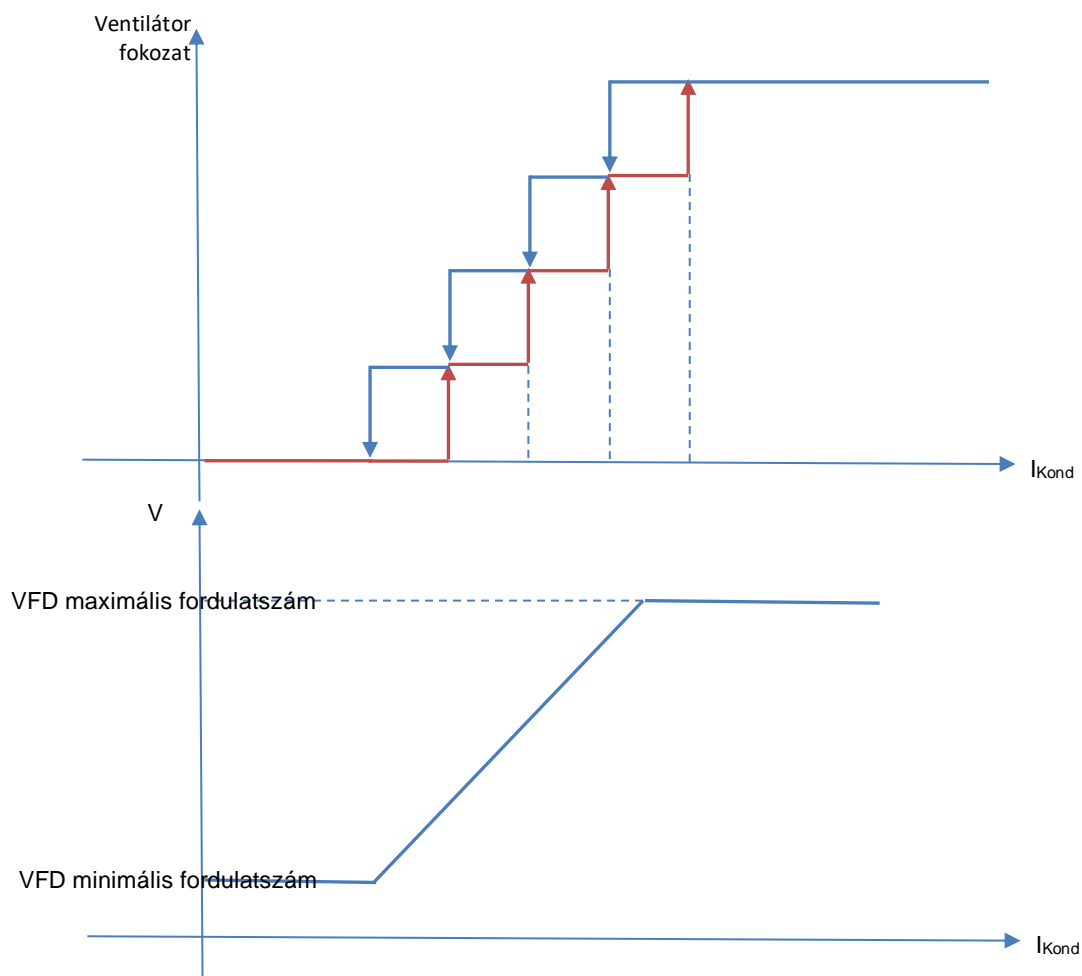 Ventilátor
fokozat
IKond
V
VFD maximális fordulatszám
VFD minimális fordulatszám
IKond